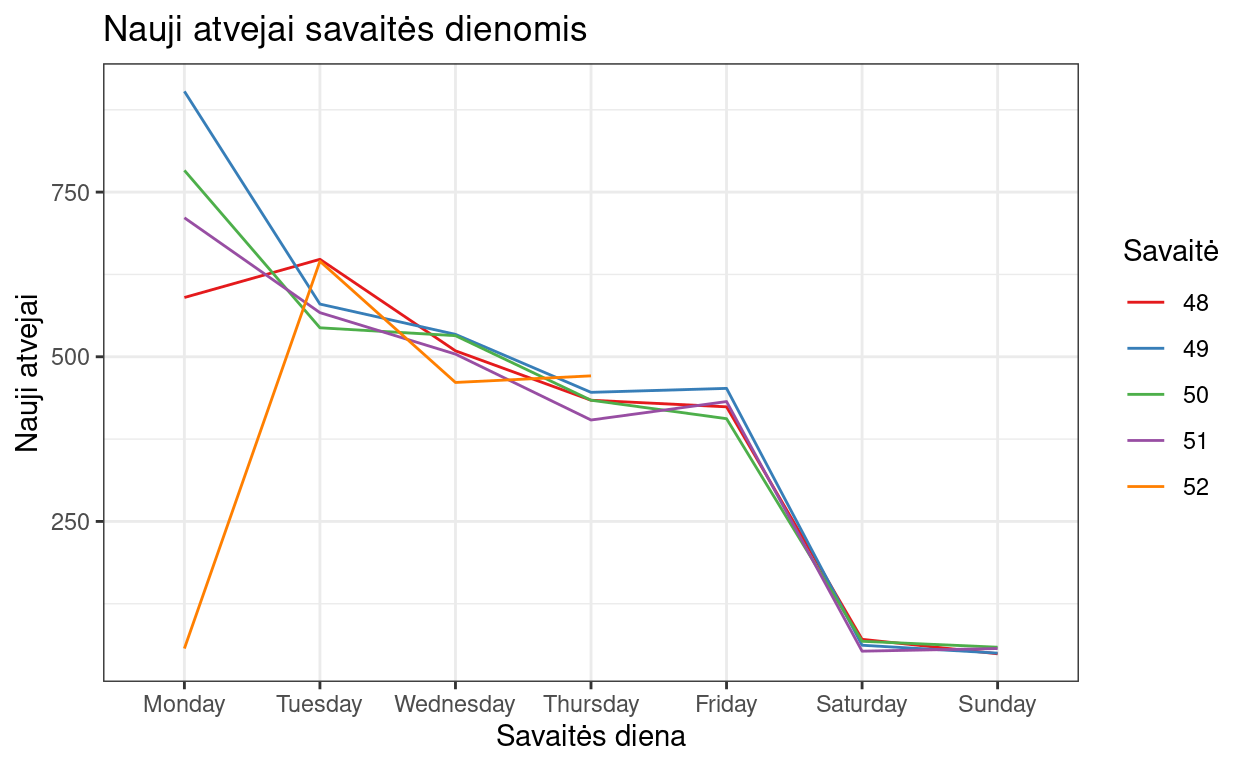 Nauji atvejai savaitės dienomis
Nauji atvejai
750
500
250
Monday Tuesday Wednesday Thursday Friday Saturday Sunday
Savaitės diena
Savaitė
48
49
50
51
52